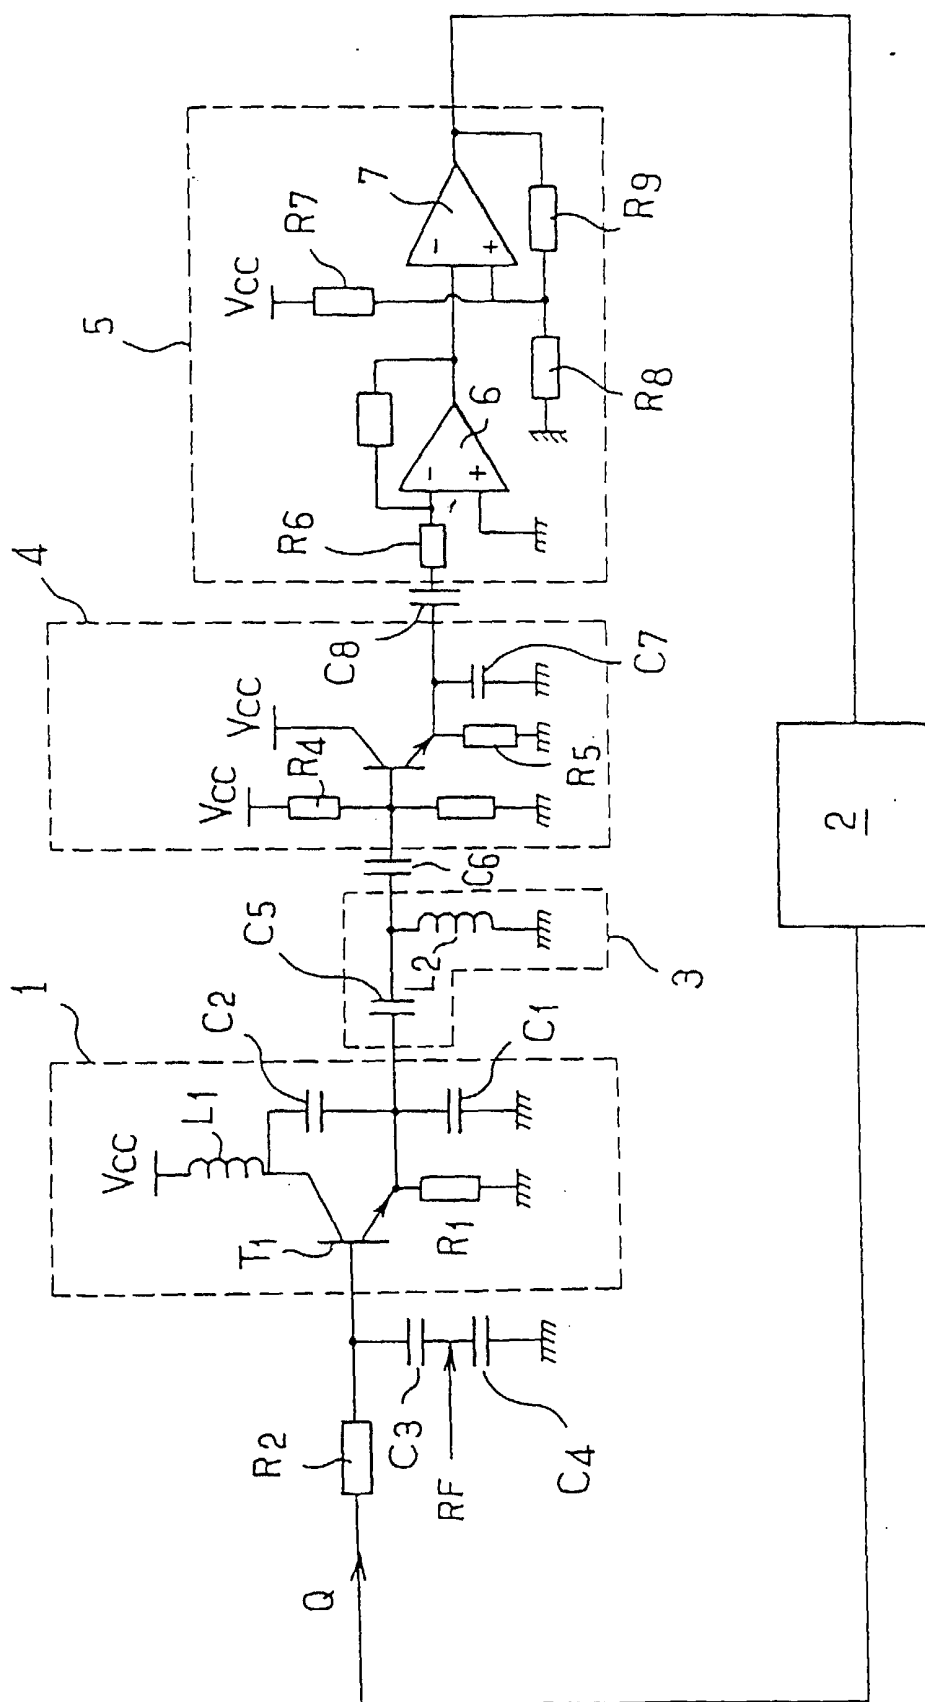 1
4
5
VCC
L1
C2
T1
R1
C1
C5
L2
3
C6
VCC
R4
VCC
R5
C7
C8
R6
6
VCC
R7
7
R8
R9
-
+
-
+
Q
R2
C3
RF
C4
2